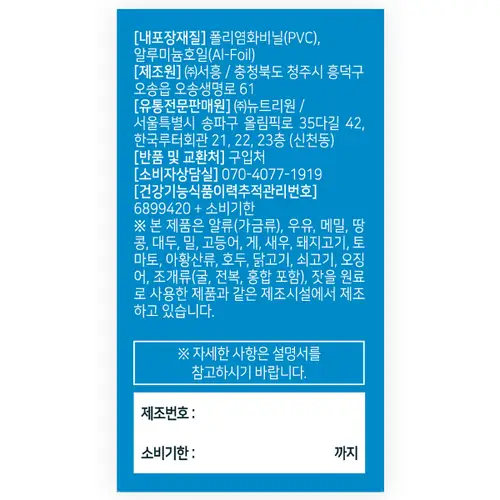 [내포장재질] 폴리염화비닐(PVC),
알루미늄호일(Al-Foil)
[제조원] ㈜서흥 / 충청북도 청주시 흥덕구
오송읍 오송생명로 61
[유통전문판매원] ㈜뉴트리원 /
서울특별시 송파구 올림픽로 35다길 42,
한국루터회관 21, 22, 23층 (신천동)
[반품 및 교환처] 구입처
[소비자상담실] 070-4077-1919
[건강기능식품이력추적관리번호]
6899420 + 소비기한
※ 본 제품은 알류(가금류), 우유, 메밀, 땅
콩, 대두, 밀, 고등어, 게, 새우, 돼지고기, 토
마토, 아황산류, 호두, 닭고기, 쇠고기, 오징
어, 조개류(굴, 전복, 홍합 포함), 잣을 원료
로 사용한 제품과 같은 제조시설에서 제조
하고 있습니다.
※ 자세한 사항은 설명서를
참고하시기 바랍니다.
제조번호 :
소비기한 : 까지